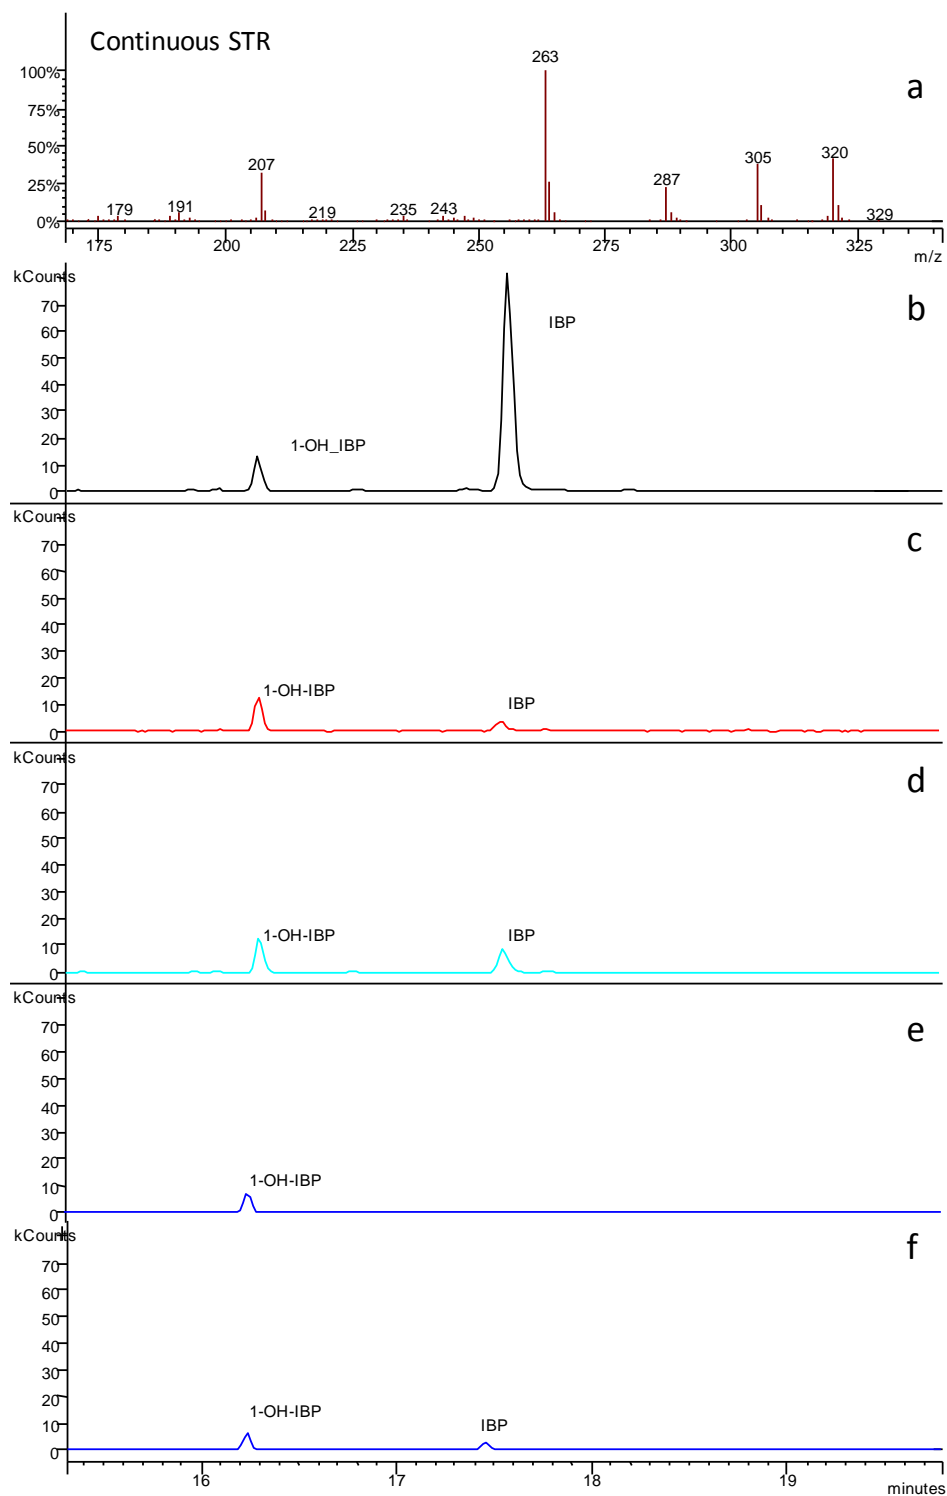 Continuous STR
a
263
100%
75%
50%
25%
0%
179
191
207
219
235
243
287
305
320
329
175
200
225
250
275
300
325
m/z
kCounts
b
70
60
50
40
30
20
10
0
1-OH_IBP
IBP
kCounts
c
70
60
50
40
30
20
10
0
1-OH-IBP
IBP
kCounts
d
70
60
50
40
30
20
10
0
1-OH-IBP
IBP
kCounts
e
70
60
50
40
30
20
10
0
1-OH-IBP
kCounts
f
70
60
50
40
30
20
10
0
1-OH-IBP
IBP
16
17
18
19
minutes